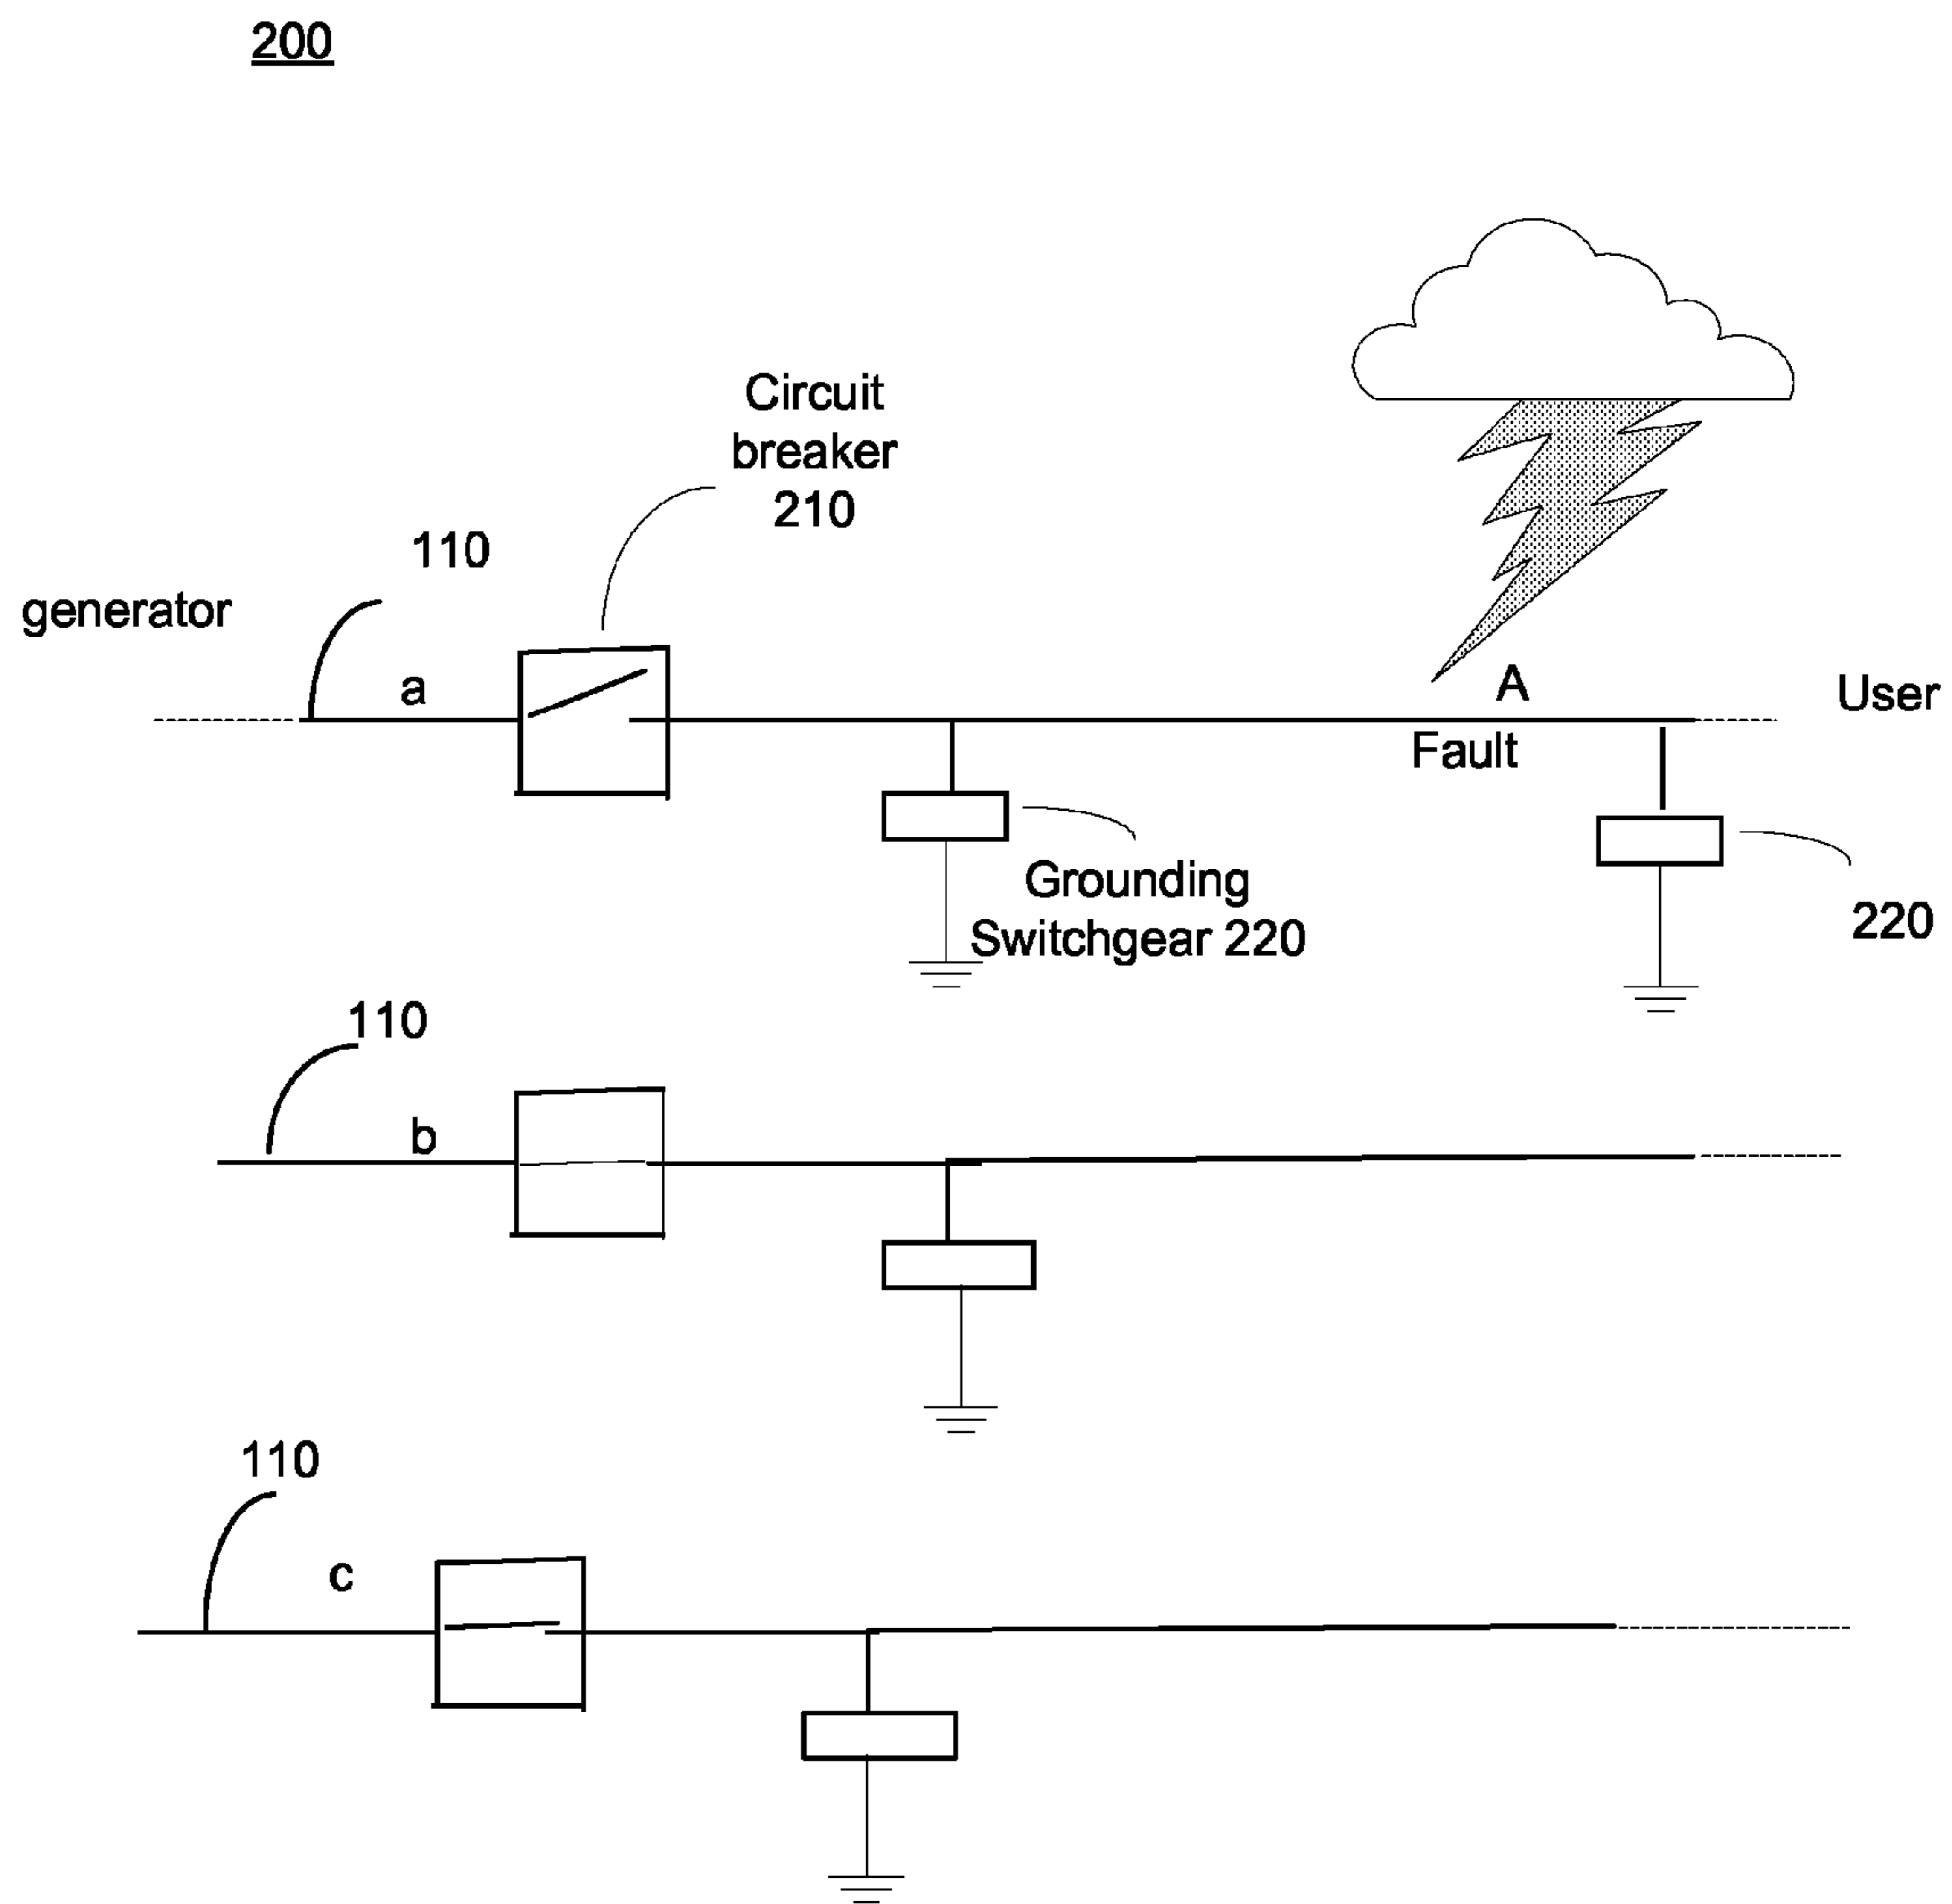 200
Circuit
breaker
210
110
generator
a
A
User
Fault
Grounding
Switchgear 220
220
110
b
110
c